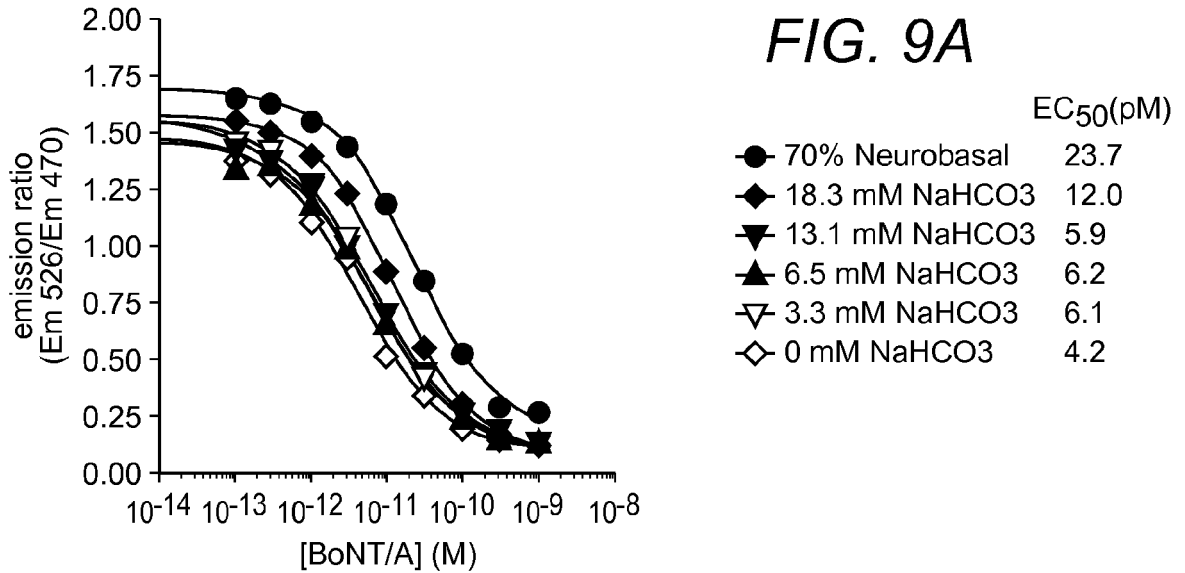 FIG. 9A
2.00
1.75
1.50
1.25
1.00
0.75
0.50
0.25
0.00
emission ratio
(Em 526/Em 470)
10-14 10-13 10-12 10-11 10-10 10-9 10-8
[BoNT/A] (M)
EC50(pM)
70% Neurobasal 23.7
18.3 mM NaHCO3 12.0
13.1 mM NaHCO3 5.9
6.5 mM NaHCO3 6.2
3.3 mM NaHCO3 6.1
0 mM NaHCO3 4.2